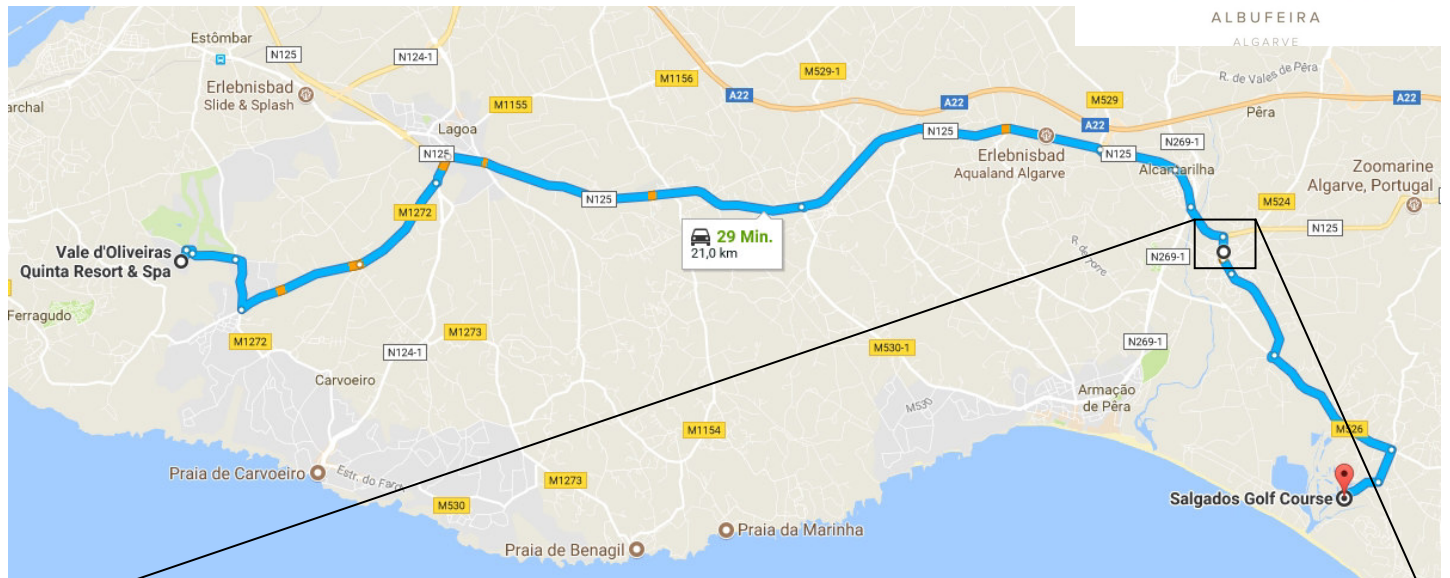 ALBUFEIRA
ALGARVE
Estômbar
N125
N124-1
M1156
M529-1
R. de Vales de Pêra
Erlebnisbad
Slide & Splash
M1155
A22
A22
M529
A22
Pêra
Lagoa
N125
N125
A22
N269-1
Erlebnisbad
Aqualand Algarve
N125
Alcantarilha
Zoomarine
Algarve, Portugal
N125
M1272
M524
29 Min.
21,0 km
N125
N269-1
Vale d'Oliveiras
Quinta Resort & Spa
Ferragudo
M1272
M1273
N124-1
M530-1
N269-1
Carvoeiro
Armação
de Pêra
M530
M1154
M526
Praia de Carvoeiro
M1273
M530
Salgados Golf Course
Praia da Marinha
Praia de Benagil